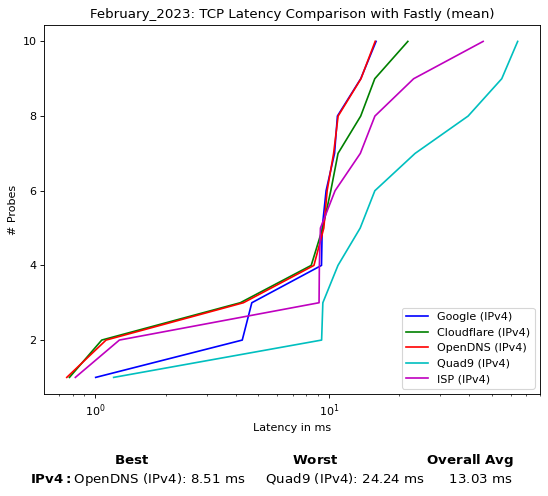 February_2023: TCP Latency Comparison with Fastly (mean)
10
8
6
4
2
# Probes
10⁰
10¹
Latency in ms
Google (IPv4)
Cloudflare (IPv4)
OpenDNS (IPv4)
Quad9 (IPv4)
ISP (IPv4)
Best Worst Overall Avg
IPv4: OpenDNS (IPv4): 8.51 ms Quad9 (IPv4): 24.24 ms 13.03 ms